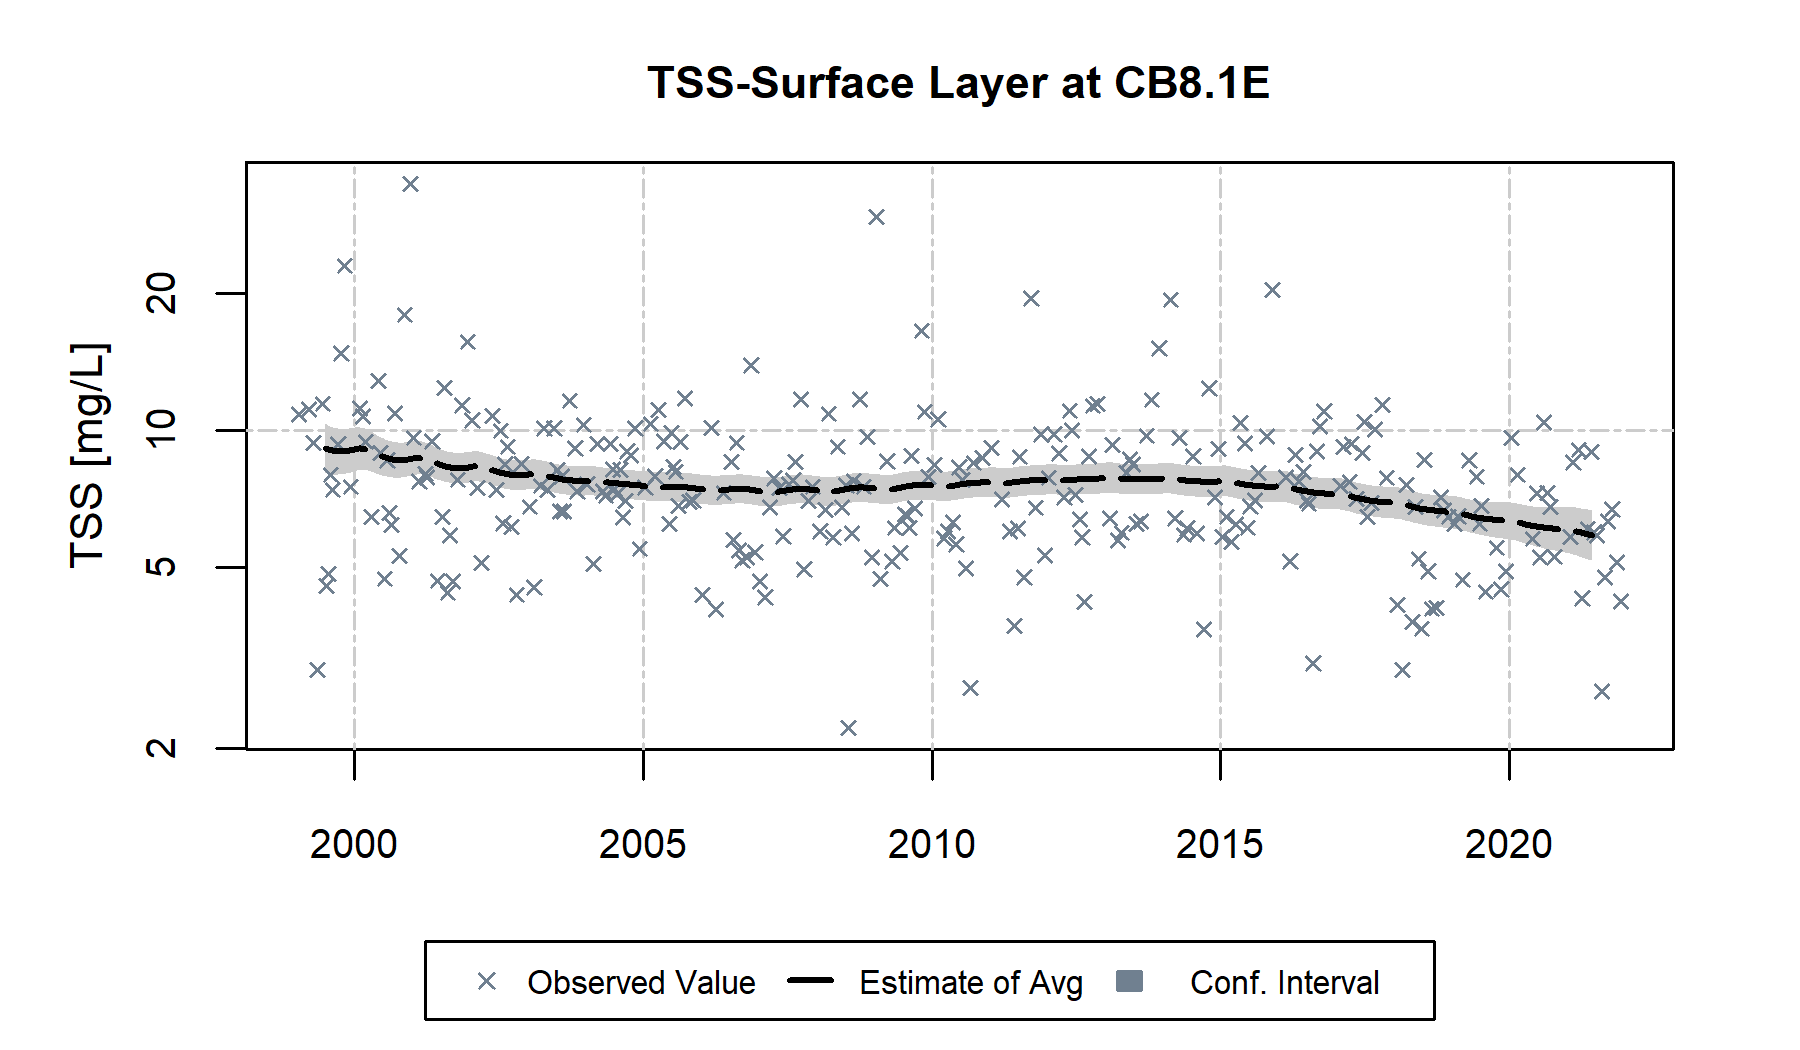 TSS-Surface Layer at CB8.1E
TSS [mg/L]
20
10
5
2
2000 2005 2010 2015 2020
Observed Value Estimate of Avg Conf. Interval